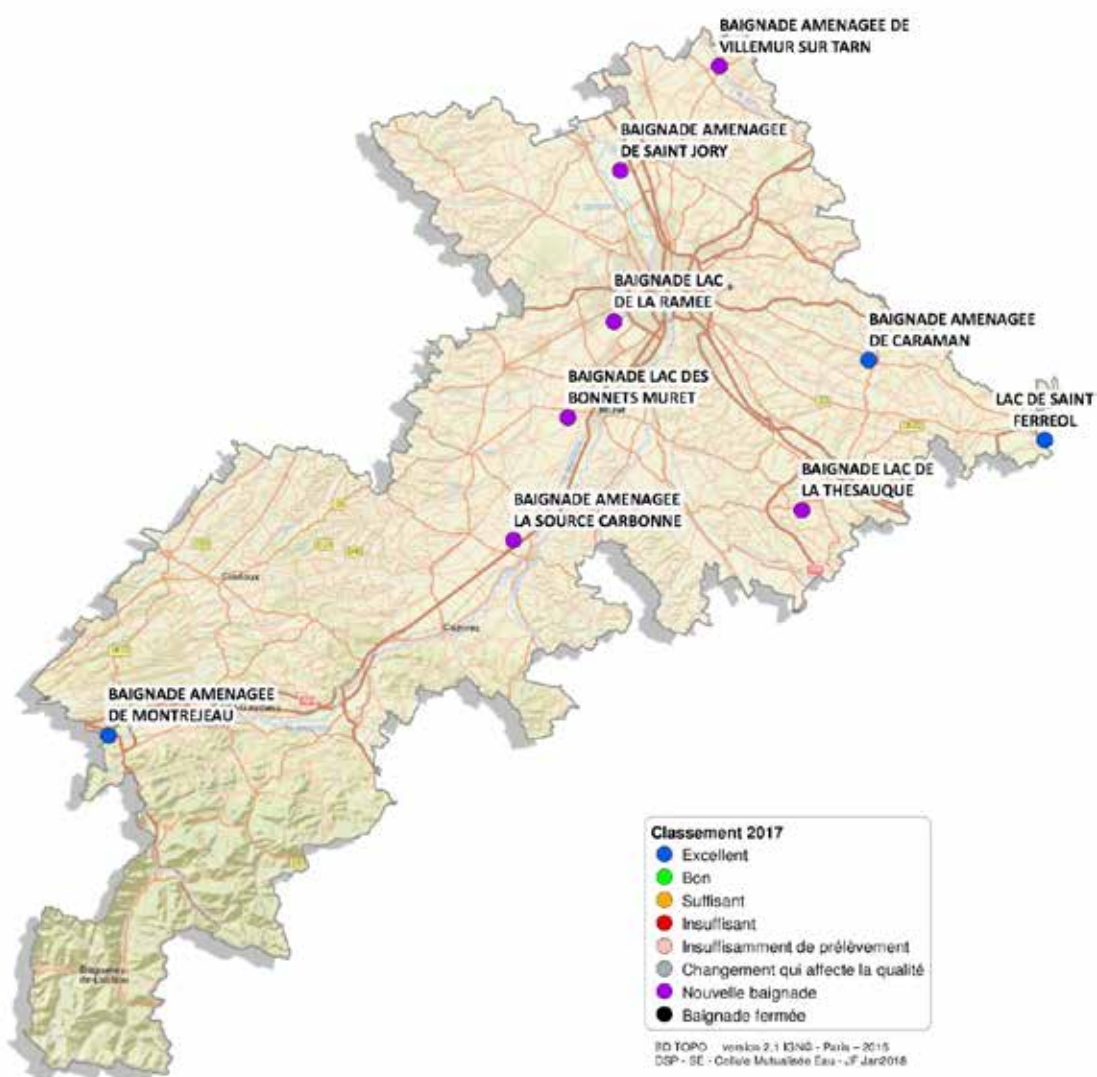 BAIGNADE AMENAGEE DE
VILLEMUR SUR TARN
BAIGNADE AMENAGEE
DE SAINT JORY
BAIGNADE LAC
DE LA RAMEE
BAIGNADE AMENAGEE
DE CARAMAN
BAIGNADE LAC DES
BONNETS MURET
LAC DE SAINT
FERREOL
BAIGNADE LAC DE
LA THESAUQUE
BAIGNADE AMENAGEE
LA SOURCE CARBONNE
Cazères
BAIGNADE AMENAGEE
DE MONTREJEAU
Bagnères-
de-Luchon
Classement 2017
Excellent
Bon
Suffisant
Insuffisant
Insuffisamment de prélèvement
Changement qui affecte la qualité
Nouvelle baignade
Baignade fermée
BD TOPO version 2.1 IGN© - Paris - 2015
DSP - SE - Cellule Mutualisée Eau - JF Jan2018